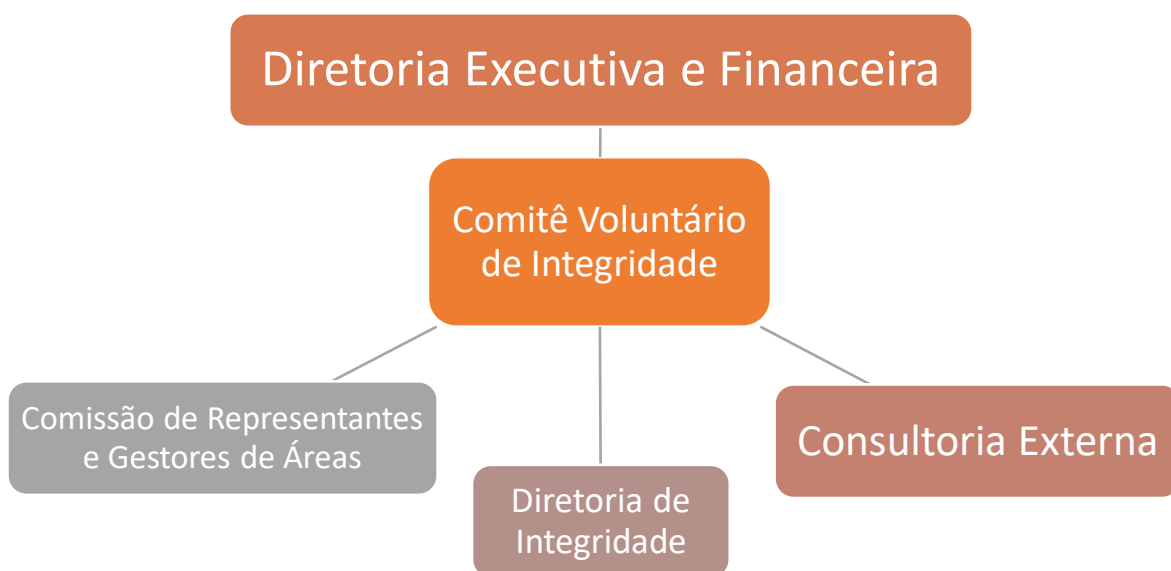 Diretoria Executiva e Financeira
Comitê Voluntário
de Integridade
Comissão de Representantes
e Gestores de Áreas
Consultoria Externa
Diretoria de
Integridade